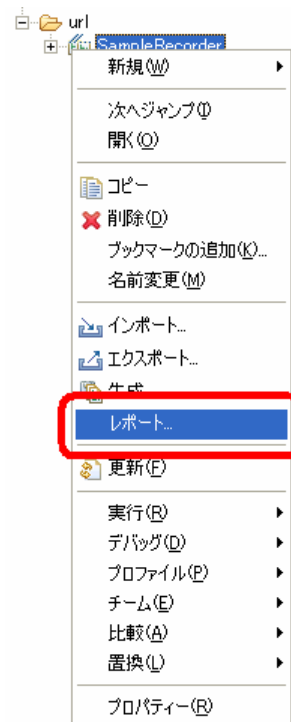 url
SampleRecorder
新規(W)
次へジャンプ(I)
開く(O)
コピー
削除(D)
ブックマークの追加(K)...
名前変更(M)
インポート...
エクスポート...
生成...
レポート...
更新(F)
実行(R)
デバッグ(D)
プロファイル(P)
チーム(E)
比較(A)
置換(L)
プロパティー(R)